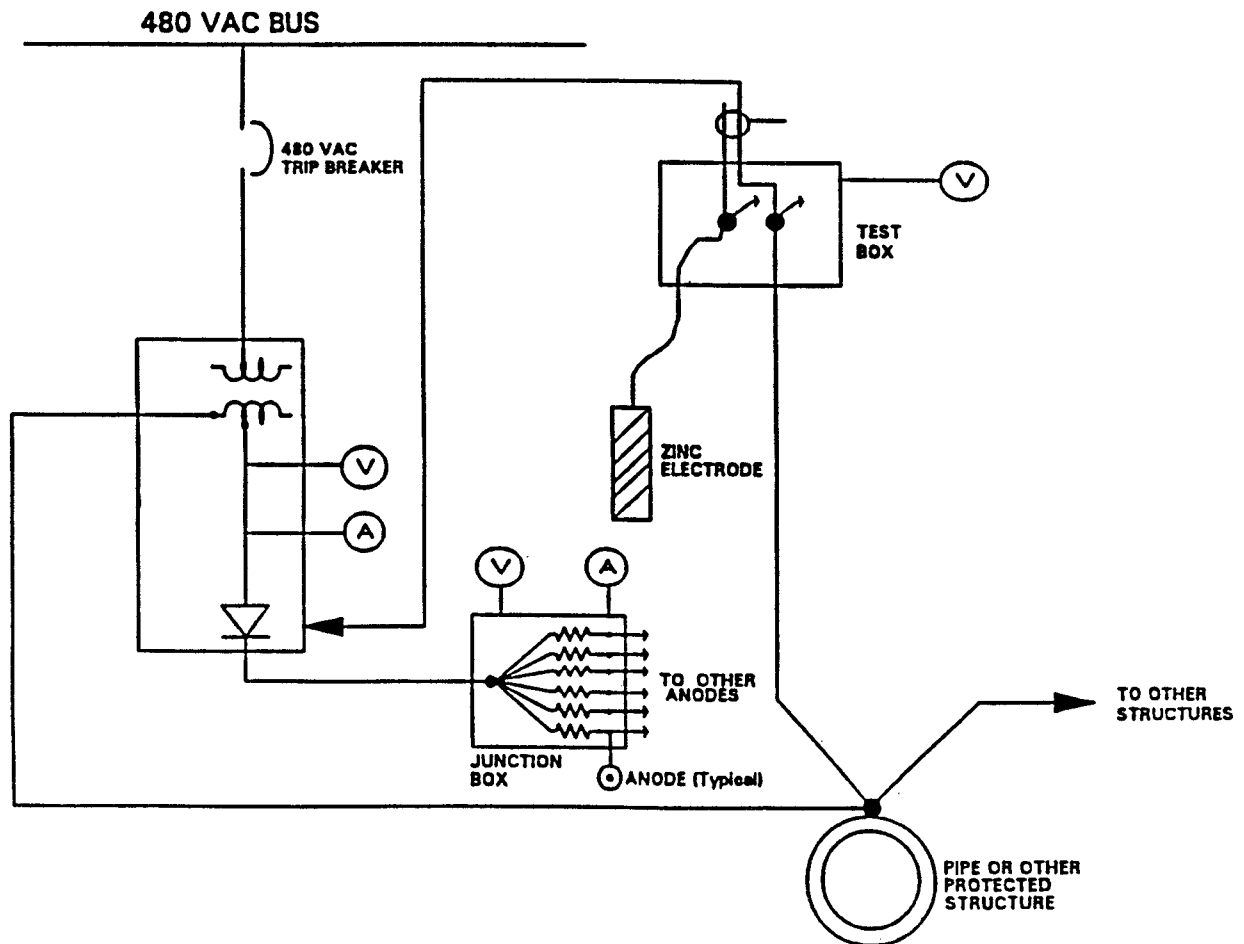 480 VAC BUS
480 VAC
TRIP BREAKER
V
TEST
BOX
V
ZINC
ELECTRODE
A
V
A
TO OTHER
ANODES
TO OTHER
STRUCTURES
JUNCTION
BOX
ANODE (Typical)
PIPE OR OTHER
PROTECTED
STRUCTURE